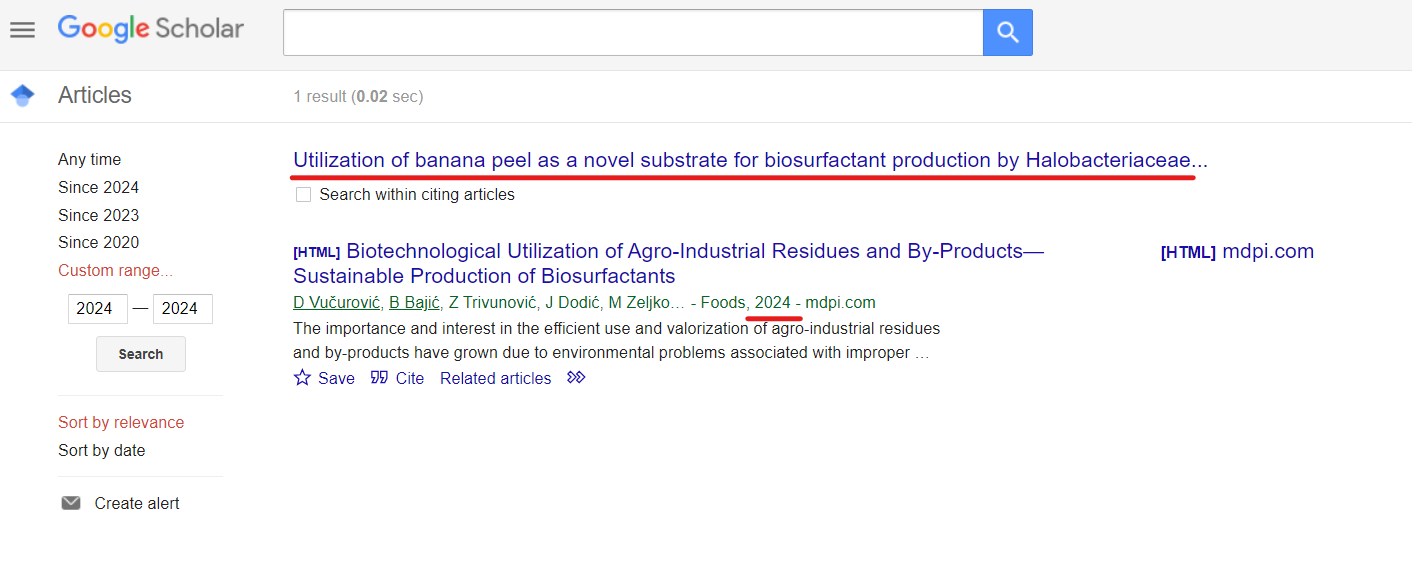 Google Scholar
Articles
1 result (0.02 sec)
Any time
Since 2024
Since 2023
Since 2020
Custom range...
2024 — 2024
Search
Sort by relevance
Sort by date
Create alert
Utilization of banana peel as a novel substrate for biosurfactant production by Halobacteriaceae...
Search within citing articles
[HTML] Biotechnological Utilization of Agro-Industrial Residues and By-Products—
Sustainable Production of Biosurfactants
[HTML] mdpi.com
D Vučurović, B Bajić, Z Trivunović, J Dodić, M Zeljko… - Foods, 2024 - mdpi.com
The importance and interest in the efficient use and valorization of agro-industrial residues
and by-products have grown due to environmental problems associated with improper …
Save Cite Related articles